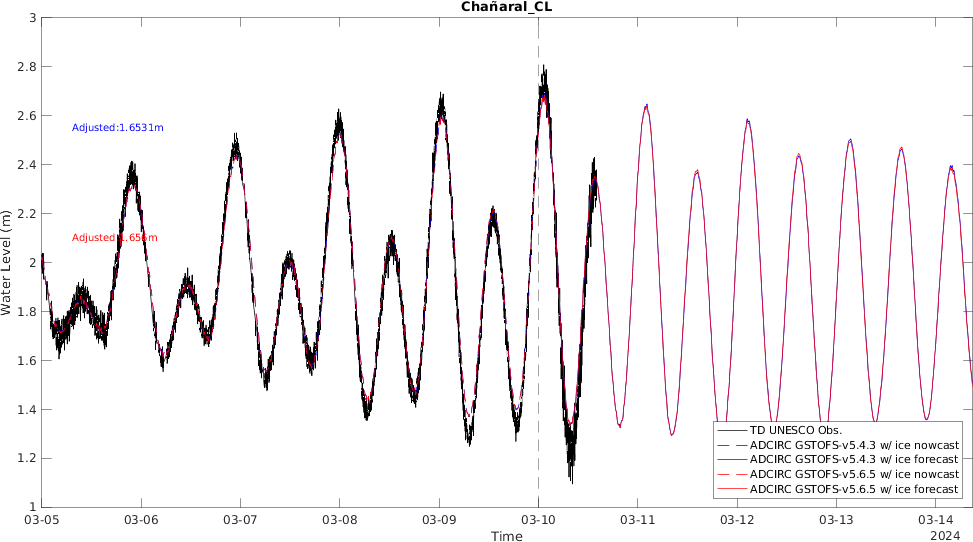 Chañaral_CL
3
2.8
2.6
2.4
2.2
2
1.8
1.6
1.4
1.2
1
Water Level (m)
Adjusted:1.6531m
Adjusted:1.656m
TD UNESCO Obs.
ADCIRC GSTOFS-v5.4.3 w/ ice nowcast
ADCIRC GSTOFS-v5.4.3 w/ ice forecast
ADCIRC GSTOFS-v5.6.5 w/ ice nowcast
ADCIRC GSTOFS-v5.6.5 w/ ice forecast
03-05 03-06 03-07 03-08 03-09 03-10 03-11 03-12 03-13 03-14
Time
2024